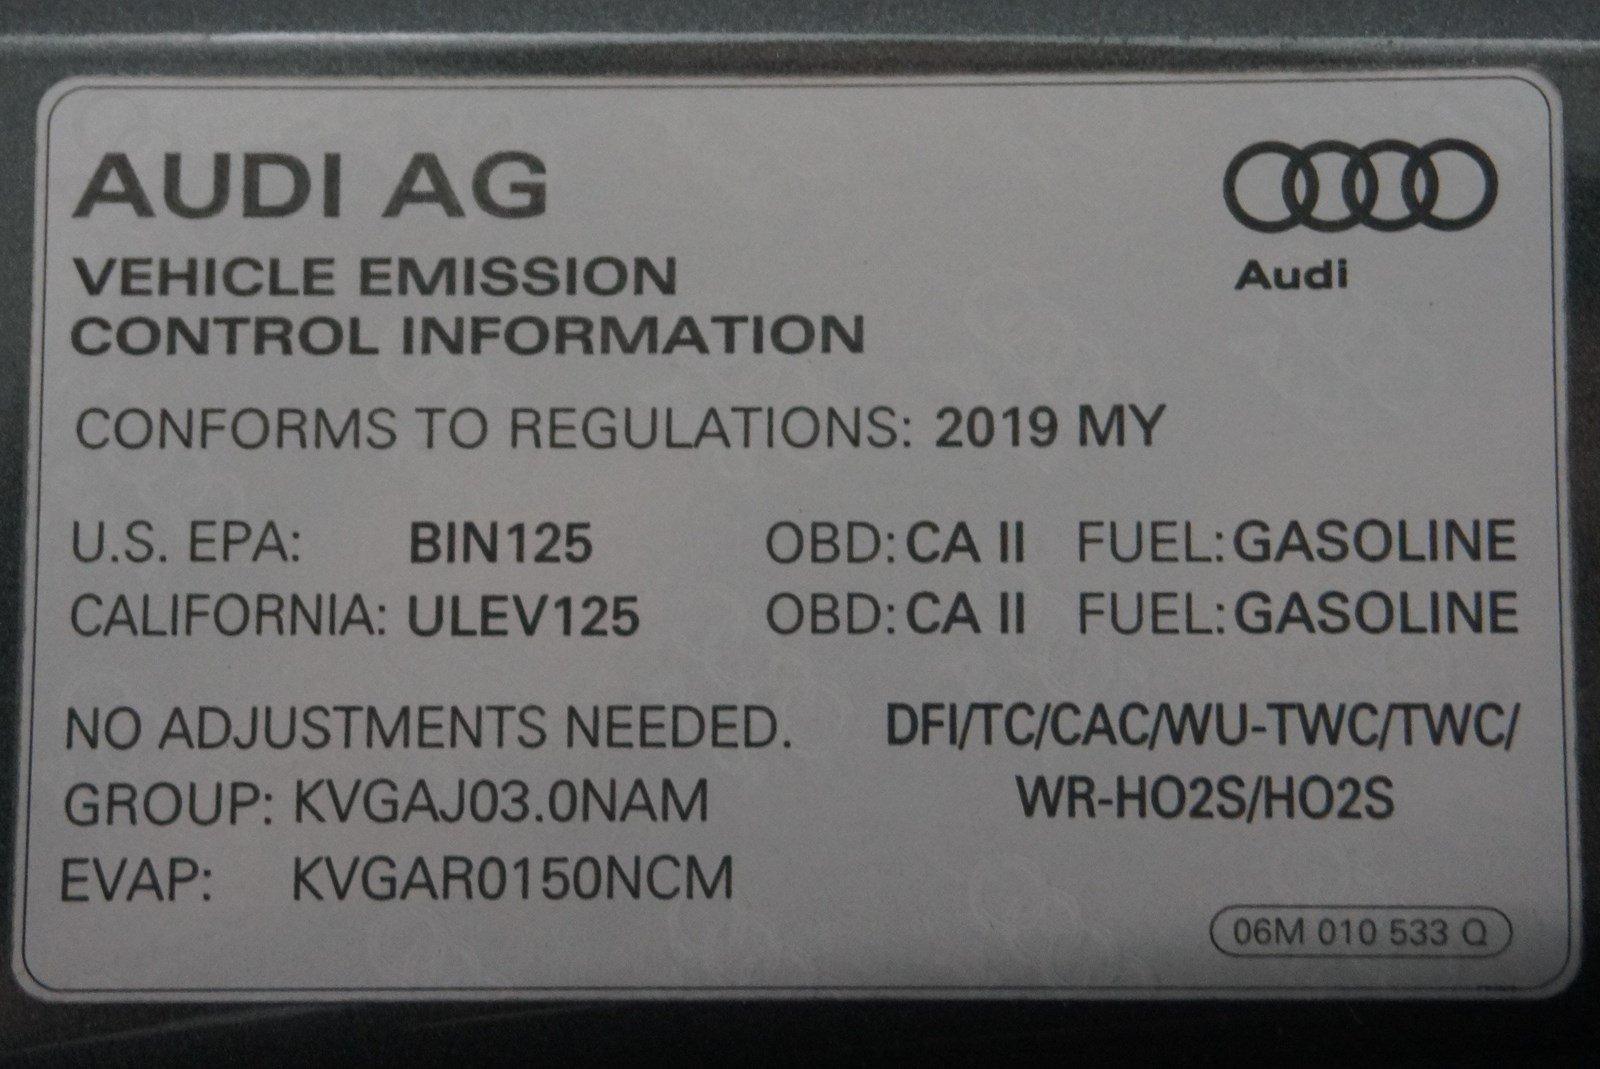 AUDI AG
Audi
VEHICLE EMISSION
CONTROL INFORMATION
CONFORMS TO REGULATIONS: 2019 MY
U.S. EPA: BIN125 OBD: CA II FUEL: GASOLINE
CALIFORNIA: ULEV125 OBD: CA II FUEL: GASOLINE
NO ADJUSTMENTS NEEDED. DFI/TC/CAC/WU-TWC/TWC/
GROUP: KVGAJ03.0NAM WR-HO2S/HO2S
EVAP: KVGAR0150NCM
06M 010 533 Q